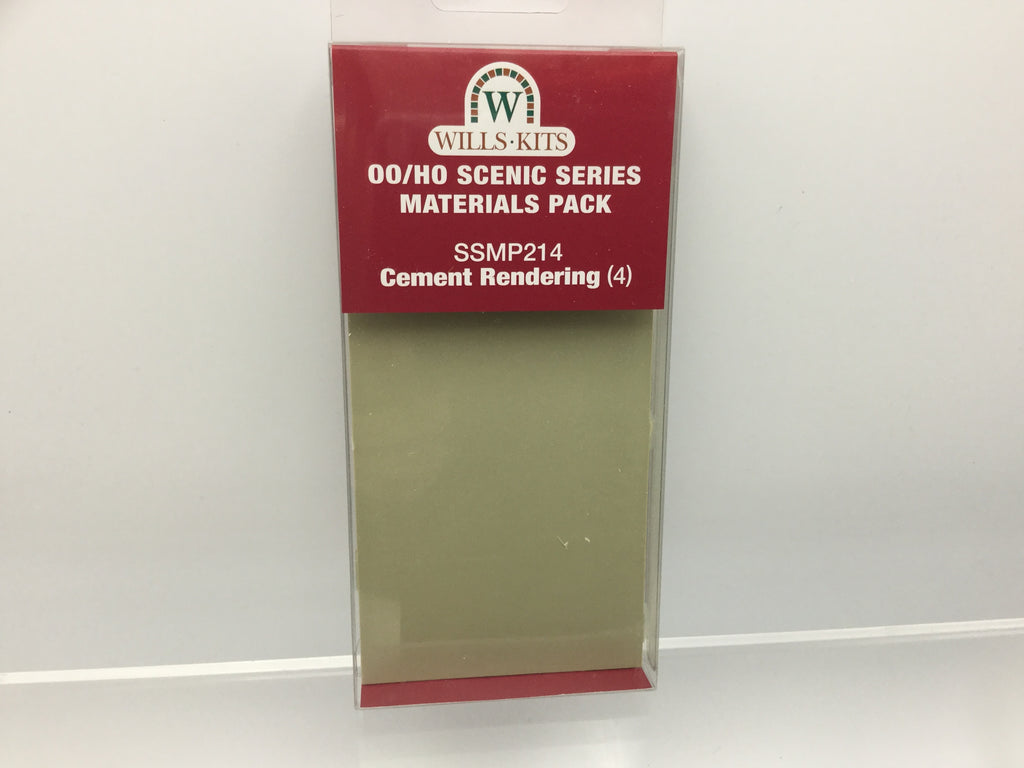 W
WILLS·KITS
OO/HO SCENIC SERIES
MATERIALS PACK
SSMP214
Cement Rendering (4)